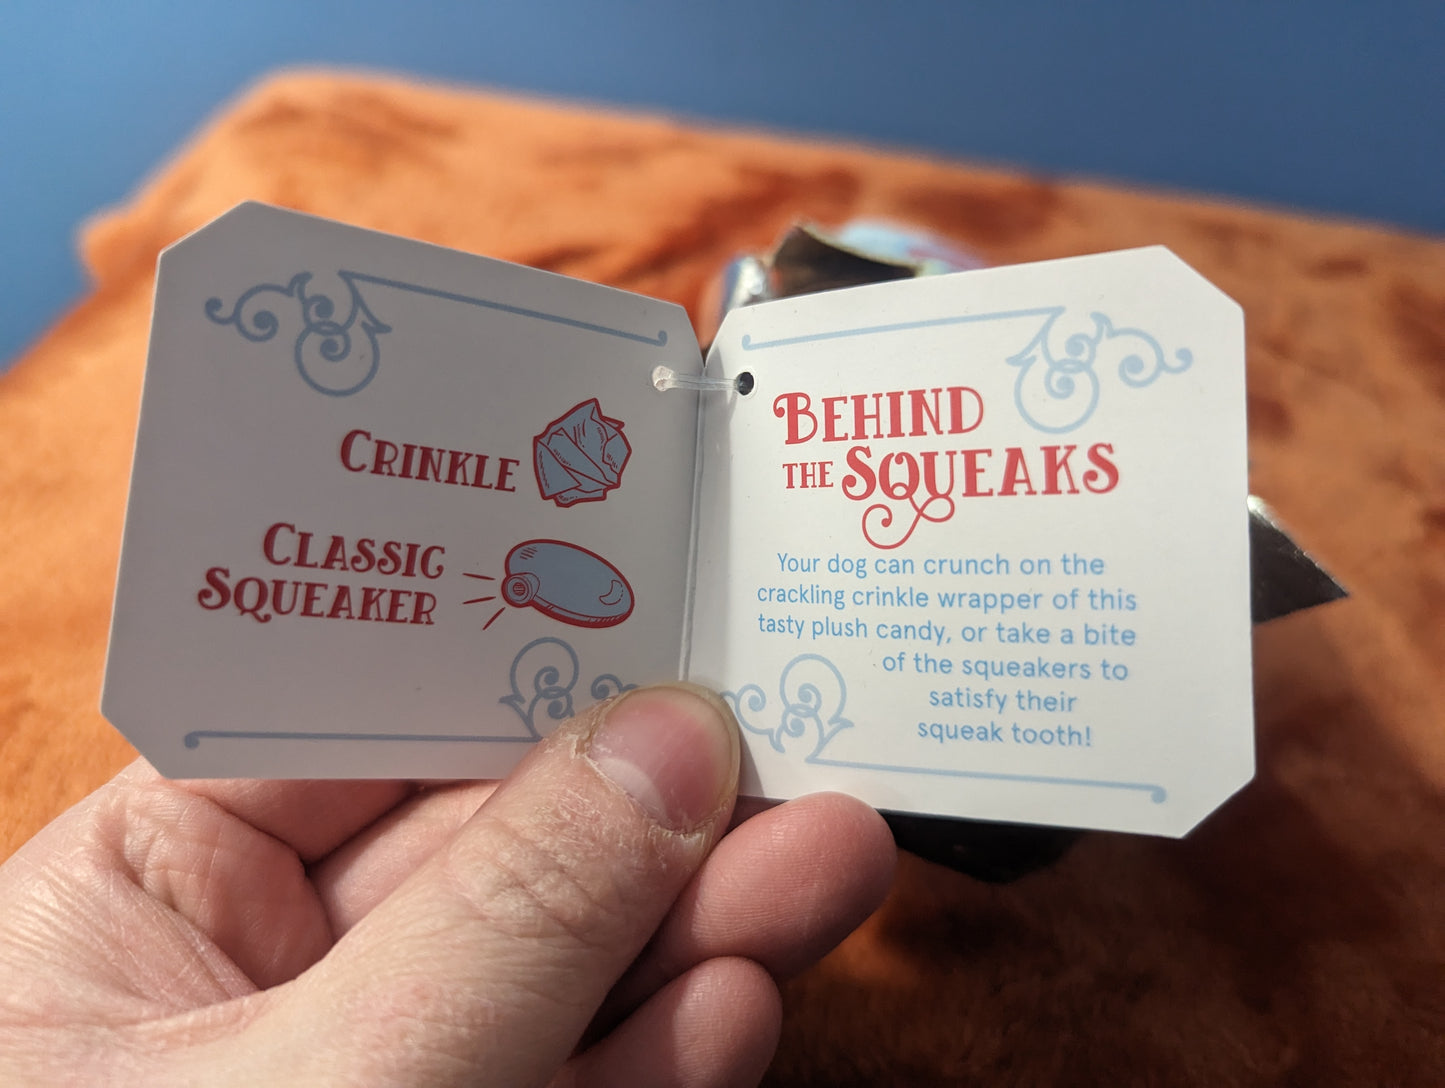 CRINKLE
CLASSIC
SQUEAKER
BEHIND
THE SQUEAKS
Your dog can crunch on the
crackling crinkle wrapper of this
tasty plush candy, or take a bite
of the squeakers to
satisfy their
squeak tooth!